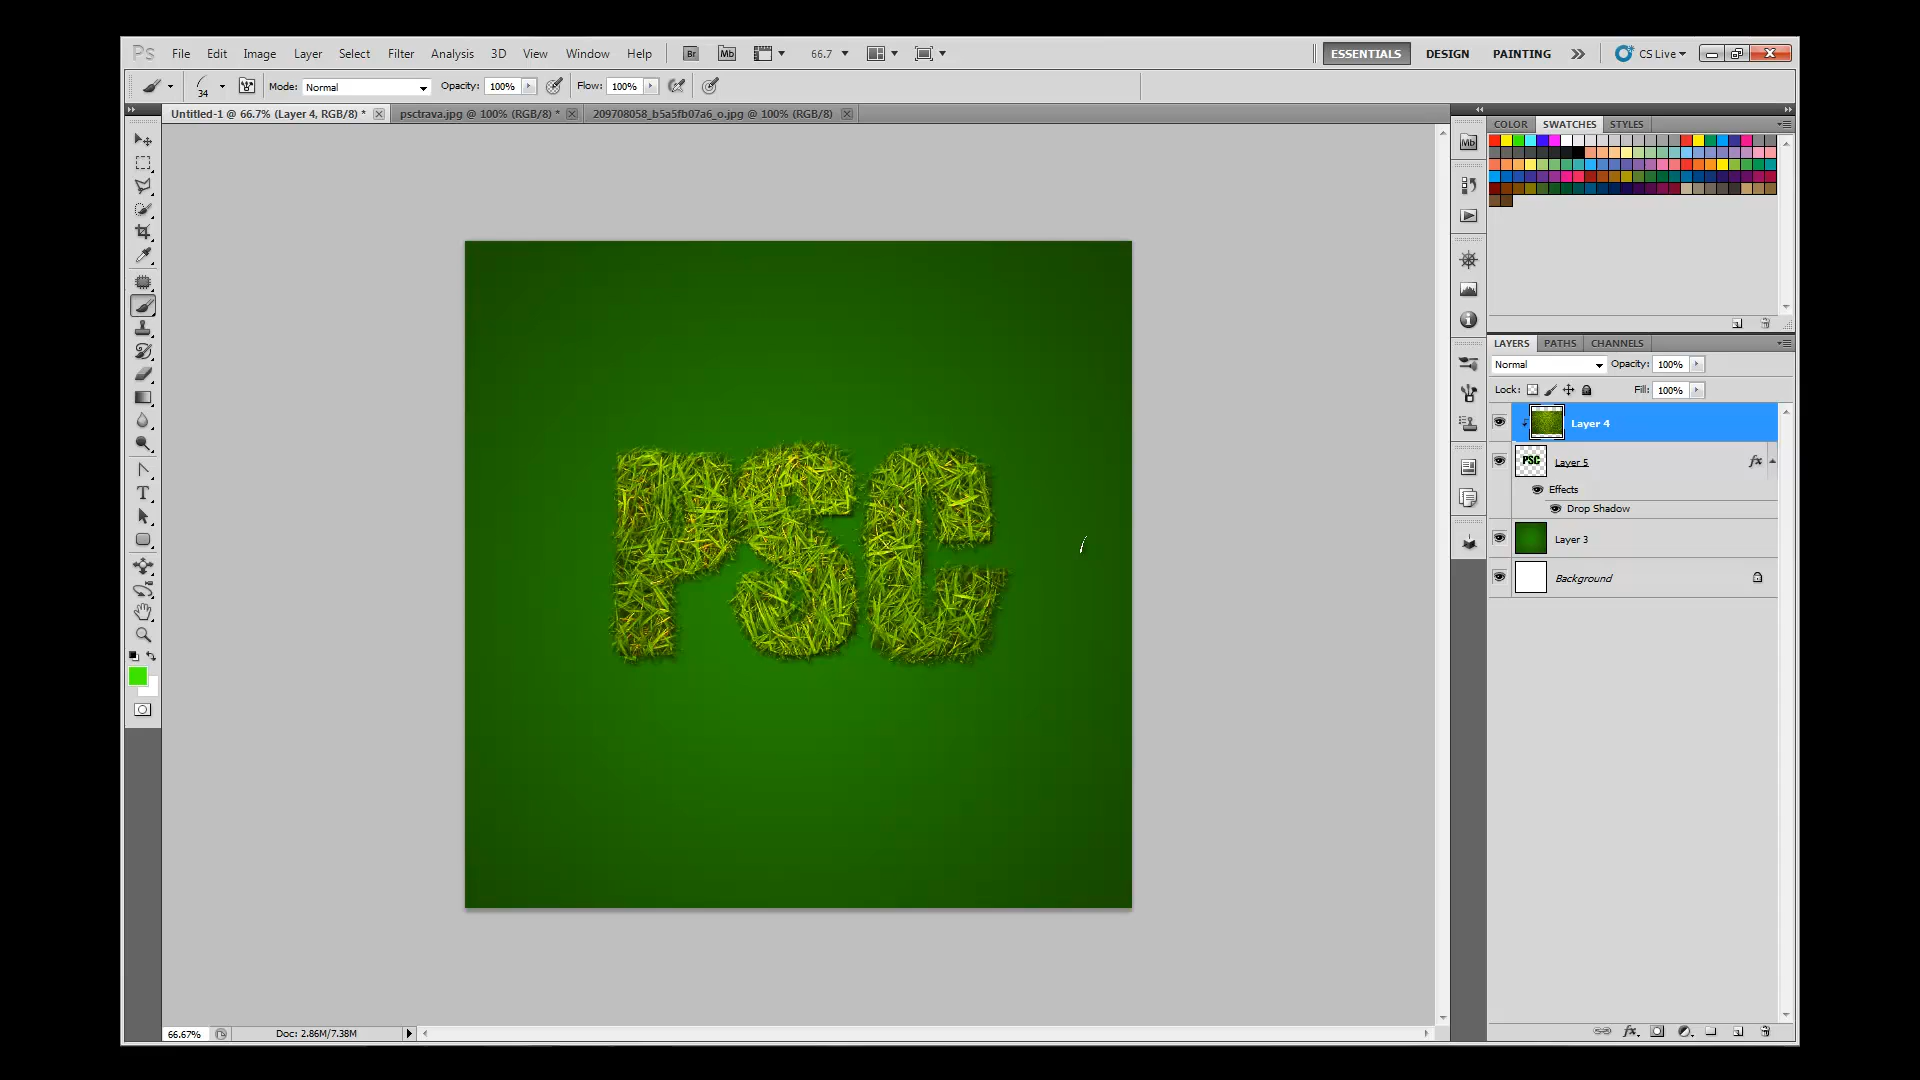 Ps File Edit Image Layer Select Filter Analysis 3D View Window Help Br Mb 66.7 ESSENTIALS DESIGN PAINTING CS Live
34 Mode: Normal Opacity: 100% Flow: 100%
Untitled-1 @ 66.7% (Layer 4, RGB/8) * psctrava.jpg @ 100% (RGB/8) * 209708058_b5a5fb07a6_o.jpg @ 100% (RGB/8)
COLOR SWATCHES STYLES
Mb
PSC
LAYERS PATHS CHANNELS
Normal Opacity: 100%
Lock: Fill: 100%
Layer 4
PSC Layer 5 fx
Effects
Drop Shadow
Layer 3
Background
T
66.67% Doc: 2.86M/7.38M
fx